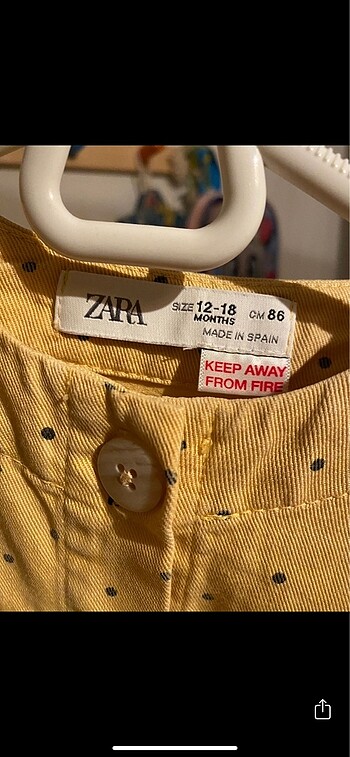 ZARA
SIZE 12-18 CM 86
MONTHS
MADE IN SPAIN
KEEP AWAY
FROM FIRE